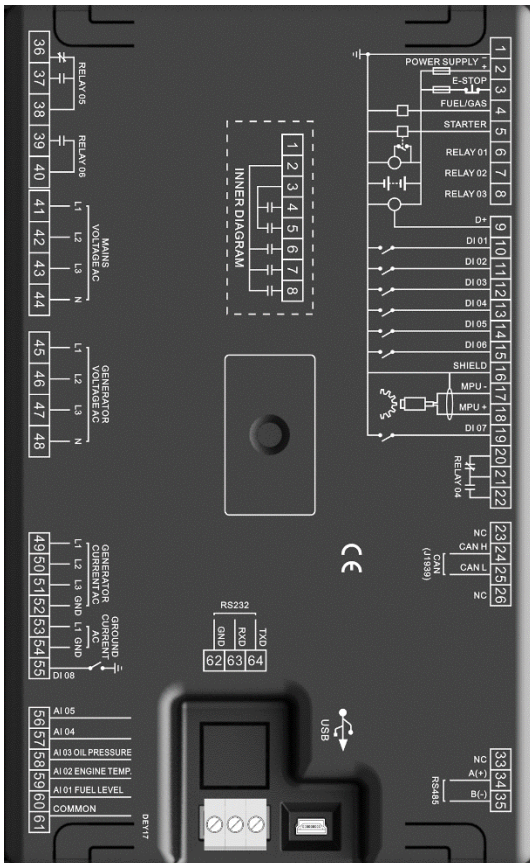 36
37
38
RELAY 05
39
40
RELAY 06
41 L1
42 L2
43 L3
44 N
MAINS
VOLTAGE AC
45 L1
46 L2
47 L3
48 N
GENERATOR
VOLTAGE AC
49 L1
50 L2
51 L3
52 GND
GENERATOR
CURRENT AC
53 L1
54 GND
GROUND
CURRENT
AC
55 DI 08
56 AI 05
57 AI 04
58 AI 03 OIL PRESSURE
59 AI 02 ENGINE TEMP.
60 AI 01 FUEL LEVEL
61 COMMON
DEY17
1
2
3
4
5
6
7
8
INNER DIAGRAM
CE
RS232
GND RXD TXD
62 63 64
USB
1
POWER SUPPLY − + 2
E-STOP 3
FUEL/GAS 4
STARTER 5
RELAY 01 6
RELAY 02 7
RELAY 03 8
D+ 9
DI 01 10
DI 02 11
DI 03 12
DI 04 13
DI 05 14
DI 06 15
SHIELD 16
MPU - 17
MPU + 18
DI 07 19
20
21
22
RELAY 04
NC 23
CAN H 24
CAN L 25
NC 26
CAN
(J1939)
NC 33
A(+) 34
B(-) 35
RS485